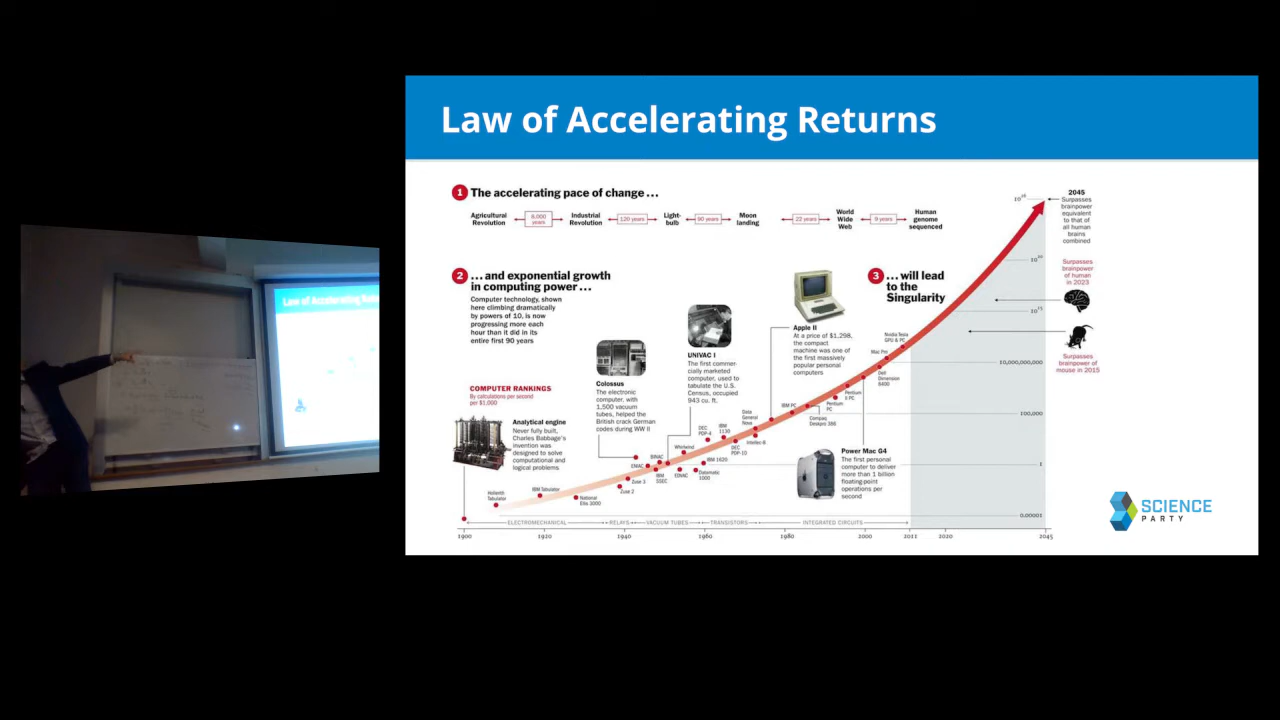 Law of Accelerating Returns
1 The accelerating pace of change ...
Agricultural
Revolution
8,000
years
Industrial
Revolution
120 years
Light-
bulb
90 years
Moon
landing
22 years
World
Wide
Web
9 years
Human
genome
sequenced
2 ...and exponential growth
in computing power...
Computer technology, shown
here climbing dramatically
by powers of 10, is now
progressing more each
hour than it did in its
entire first 90 years
COMPUTER RANKINGS
By calculations per second
per $1,000
Analytical engine
Never fully built,
Charles Babbage's
invention was
designed to solve
computational and
logical problems
Colossus
The electronic
computer, with
1,500 vacuum
tubes, helped the
British crack German
codes during WW II
UNIVAC I
The first commer-
cially marketed
computer, used to
tabulate the U.S.
Census, occupied
943 cu. ft.
Apple II
At a price of $1,298,
the compact
machine was one of
the first massively
popular personal
computers
Power Mac G4
The first personal
computer to deliver
more than 1 billion
floating-point
operations per
second
3 ...will lead
to the
Singularity
2045
Surpasses
brainpower
equivalent
to that of
all human
brains
combined
Surpasses
brainpower
of human
in 2023
Surpasses
brainpower of
mouse in 2015
10,000,000,000
100,000
1
0.00001
Hollerith
Tabulator
IBM Tabulator
National
Ellis 3000
Zuse 2
Zuse 3
ENIAC
BINAC
IBM
SSEC
Whirlwind
EDVAC
Datamatic
1000
IBM 1620
DEC
PDP-4
IBM
1130
DEC
PDP-10
Data
General
Nova
Intellec-8
IBM PC
Compaq
Deskpro 386
Pentium
PC
Pentium
II PC
Mac Pro
Dell
Dimension
8400
Nvidia Tesla
GPU & PC
ELECTROMECHANICAL
RELAYS
VACUUM TUBES
TRANSISTORS
INTEGRATED CIRCUITS
1900
1920
1940
1960
1980
2000
2011
2020
2045
SCIENCE
PARTY
Law of Accelerating Retu